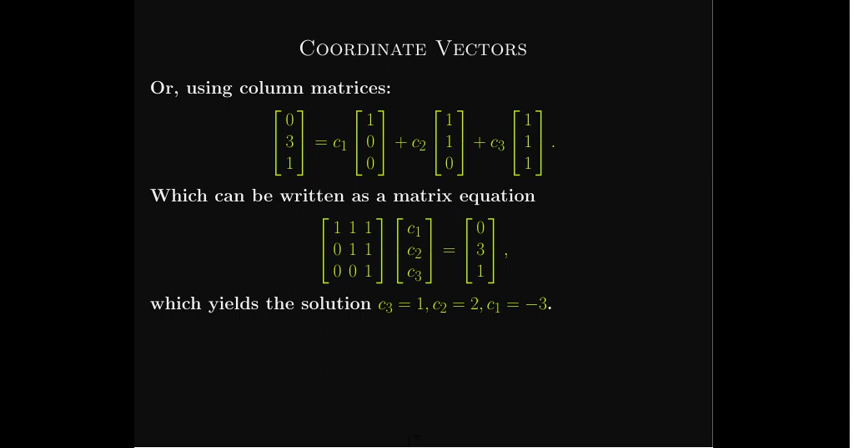 COORDINATE VECTORS
Or, using column matrices:
[0 3 1] = c₁ [1 0 0] + c₂ [1 1 0] + c₃ [1 1 1] .
Which can be written as a matrix equation
[1 1 1; 0 1 1; 0 0 1] [c₁ c₂ c₃] = [0 3 1] ,
which yields the solution c₃ = 1, c₂ = 2, c₁ = −3.